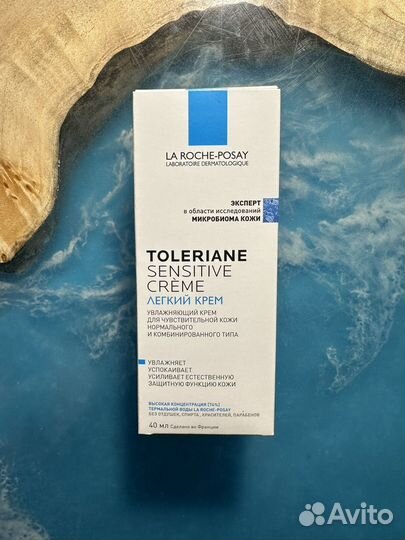 LA ROCHE-POSAY
LABORATOIRE DERMATOLOGIQUE
ЭКСПЕРТ
в области исследований
МИКРОБИОМА КОЖИ
TOLERIANE
SENSITIVE
CRÈME
ЛЕГКИЙ КРЕМ
УВЛАЖНЯЮЩИЙ КРЕМ
ДЛЯ ЧУВСТВИТЕЛЬНОЙ КОЖИ
НОРМАЛЬНОГО
И КОМБИНИРОВАННОГО ТИПА
УВЛАЖНЯЕТ
УСПОКАИВАЕТ
УСИЛИВАЕТ ЕСТЕСТВЕННУЮ
ЗАЩИТНУЮ ФУНКЦИЮ КОЖИ
ВЫСОКАЯ КОНЦЕНТРАЦИЯ (74%)
ТЕРМАЛЬНОЙ ВОДЫ LA ROCHE-POSAY
БЕЗ ОТДУШЕК, СПИРТА, КРАСИТЕЛЕЙ, ПАРАБЕНОВ
40 МЛ Сделано во Франции
Avito